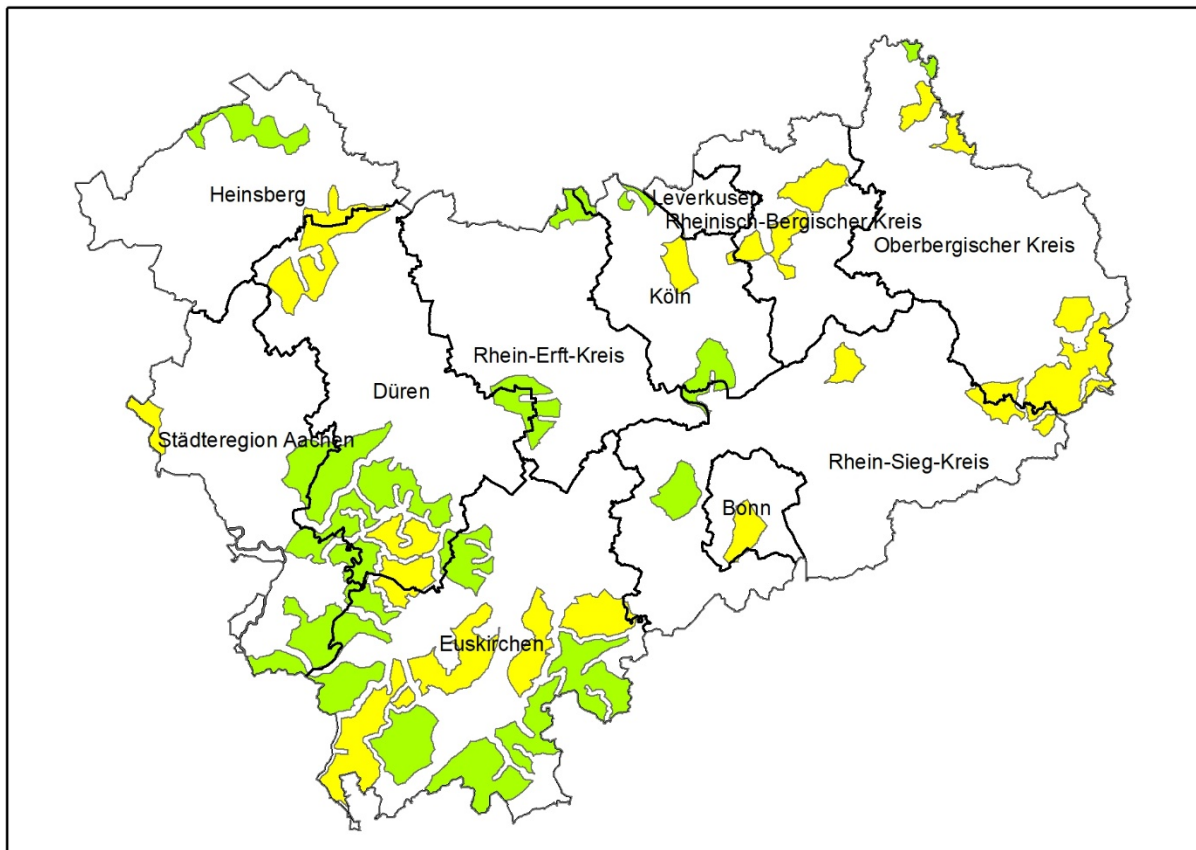 Heinsberg
Leverkusen
Rheinisch-Bergischer Kreis
Oberbergischer Kreis
Köln
Rhein-Erft-Kreis
Düren
Städteregion Aachen
Rhein-Sieg-Kreis
Bonn
Euskirchen